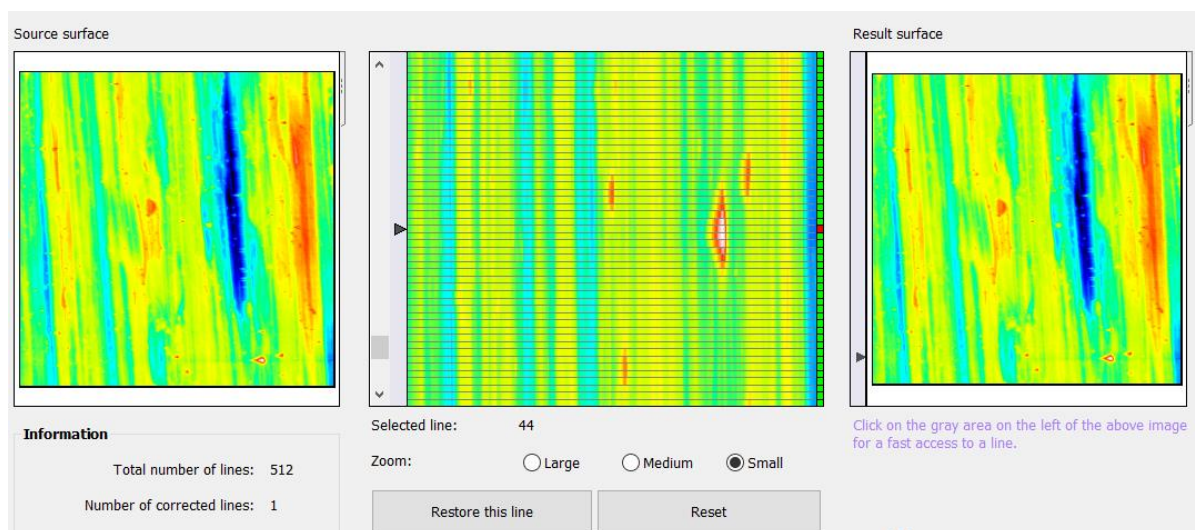 Source surface
Result surface
Selected line: 44
Click on the gray area on the left of the above image
for a fast access to a line.
Information
Zoom: Large Medium Small
Total number of lines: 512
Number of corrected lines: 1
Restore this line
Reset